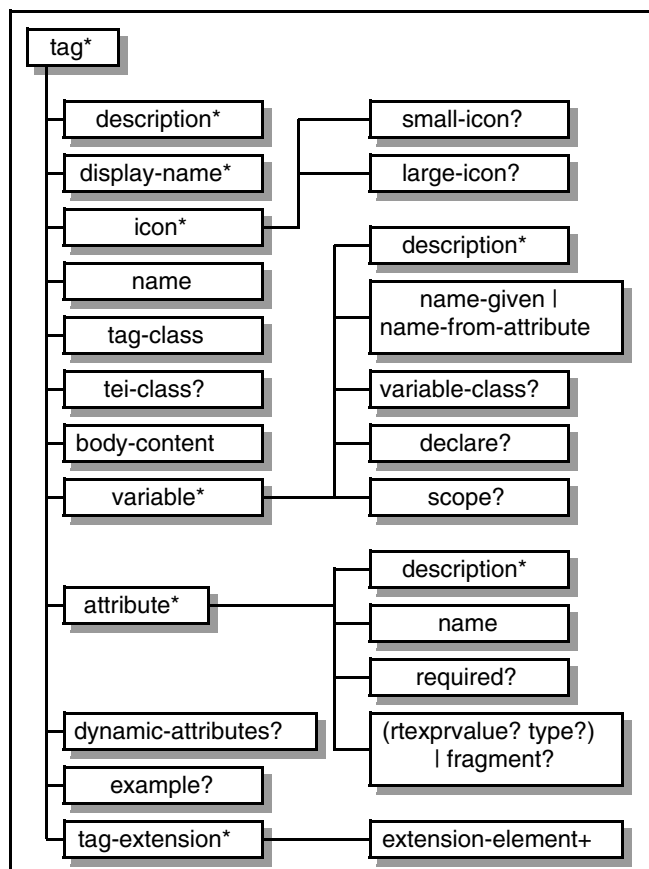 tag*
description*
display-name*
icon*
small-icon?
large-icon?
name
tag-class
tei-class?
body-content
variable*
description*
name-given |
name-from-attribute
variable-class?
declare?
scope?
attribute*
description*
name
required?
(rtexprvalue? type?)
| fragment?
dynamic-attributes?
example?
tag-extension*
extension-element+